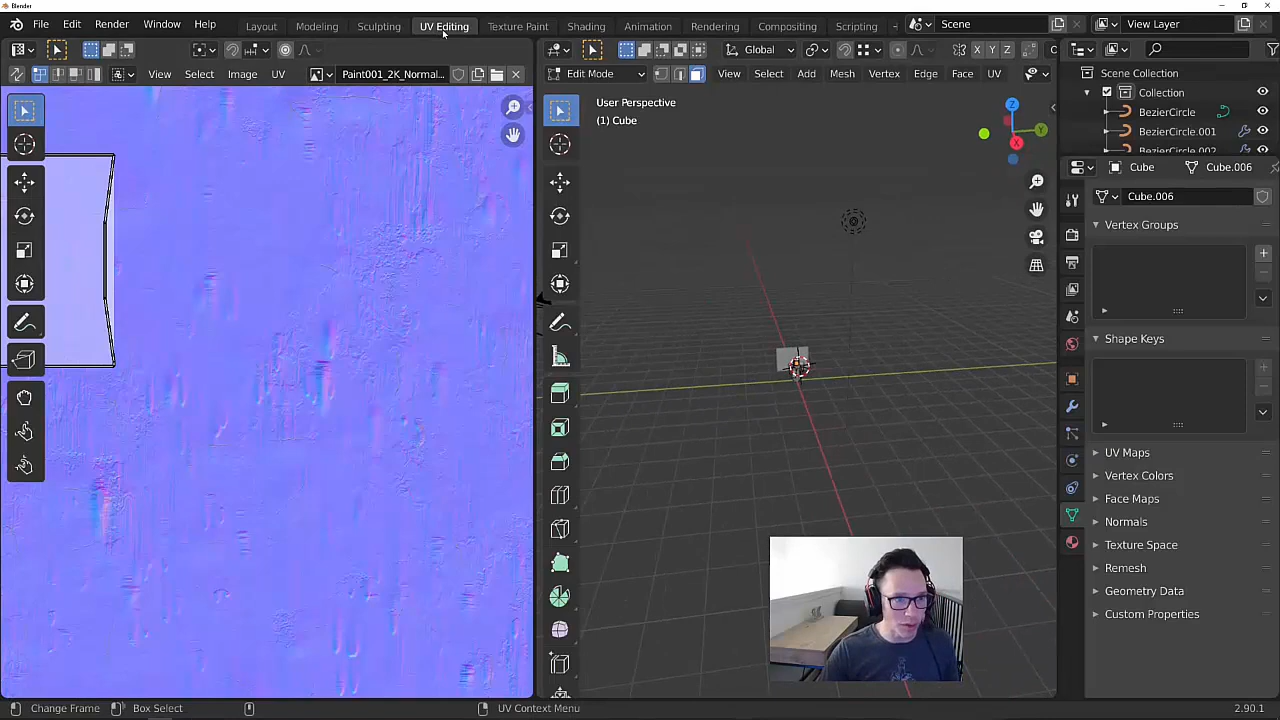 Blender
File Edit Render Window Help Layout Modeling Sculpting UV Editing Texture Paint Shading Animation Rendering Compositing Scripting + Scene View Layer
Global X Y Z
View Select Image UV Paint001_2K_Normal... Edit Mode View Select Add Mesh Vertex Edge Face UV
User Perspective
(1) Cube
Z
Y
X
Scene Collection
Collection
BezierCircle
BezierCircle.001
BezierCircle.002
Cube Cube.006
Cube.006
Vertex Groups
Shape Keys
UV Maps
Vertex Colors
Face Maps
Normals
Texture Space
Remesh
Geometry Data
Custom Properties
Change Frame Box Select UV Context Menu 2.90.1